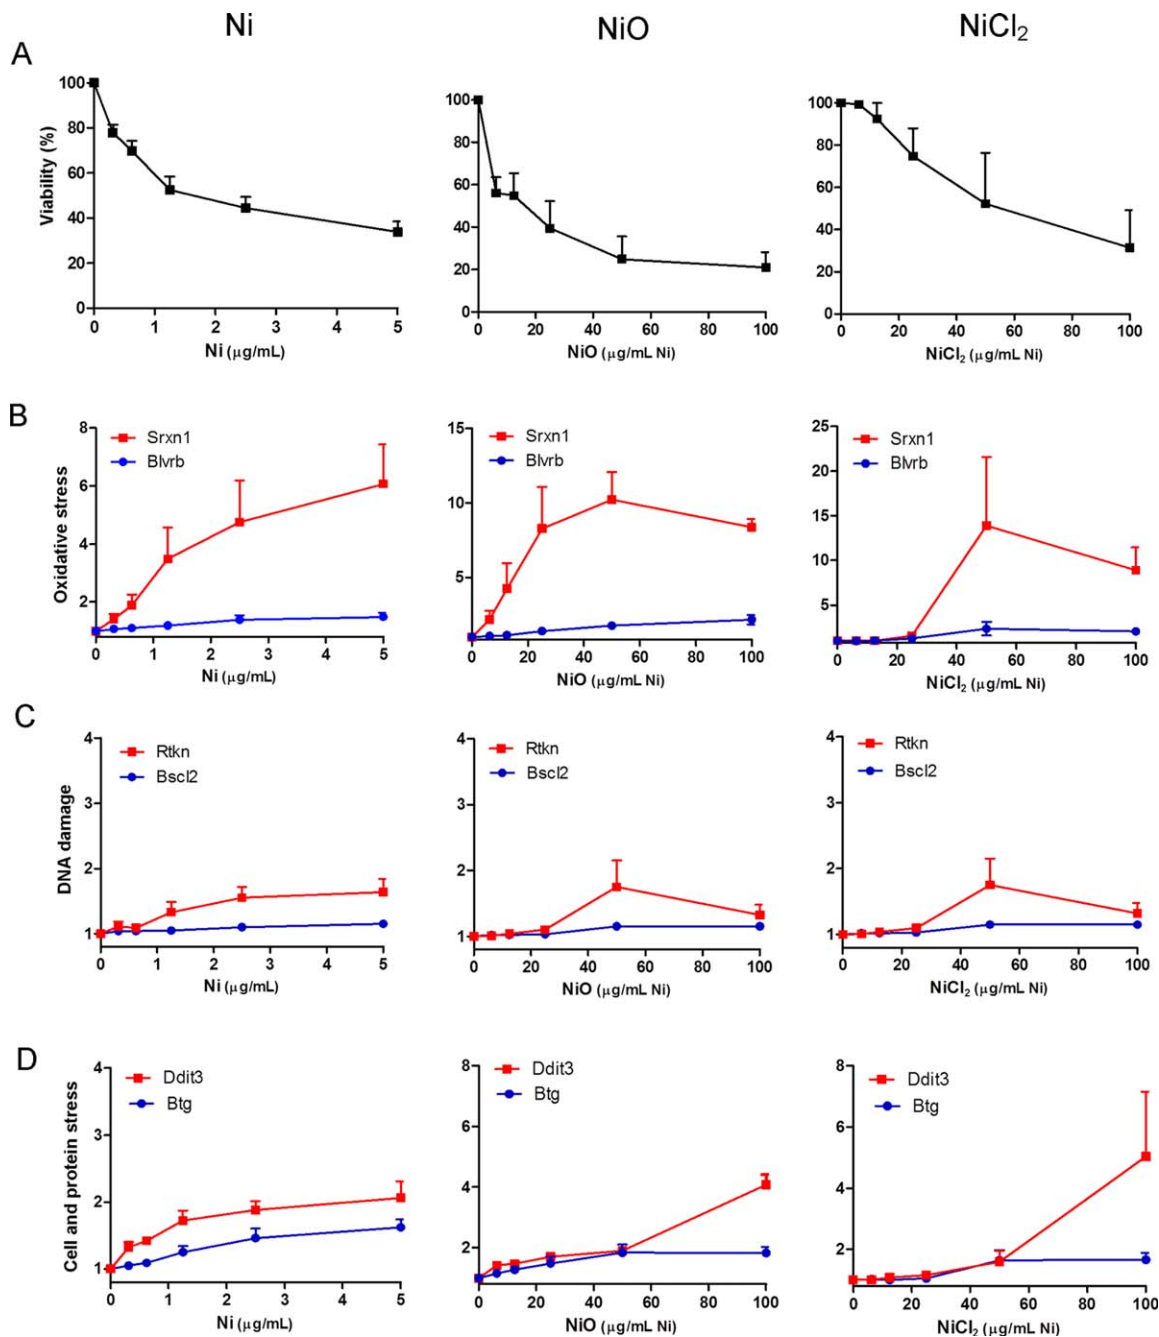 Ni NiO NiCl₂
A
Viability (%)
100 80 60 40 20 0
0 1 2 3 4 5
Ni (μg/mL)
100 80 60 40 20 0
0 20 40 60 80 100
NiO (μg/mL Ni)
100 80 60 40 20 0
0 20 40 60 80 100
NiCl₂ (μg/mL Ni)
B
Oxidative stress
Srxn1
Blvrb
8 6 4 2
0 1 2 3 4 5
Ni (μg/mL)
Srxn1
Blvrb
15 10 5
0 20 40 60 80 100
NiO (μg/mL Ni)
Srxn1
Blvrb
25 20 15 10 5
0 20 40 60 80 100
NiCl₂ (μg/mL Ni)
C
DNA damage
Rtkn
Bscl2
4 3 2 1
0 1 2 3 4 5
Ni (μg/mL)
Rtkn
Bscl2
4 3 2 1
0 20 40 60 80 100
NiO (μg/mL Ni)
Rtkn
Bscl2
4 3 2 1
0 20 40 60 80 100
NiCl₂ (μg/mL Ni)
D
Cell and protein stress
Ddit3
Btg
4 3 2 1
0 1 2 3 4 5
Ni (μg/mL)
Ddit3
Btg
8 6 4 2
0 20 40 60 80 100
NiO (μg/mL Ni)
Ddit3
Btg
8 6 4 2
0 20 40 60 80 100
NiCl₂ (μg/mL Ni)